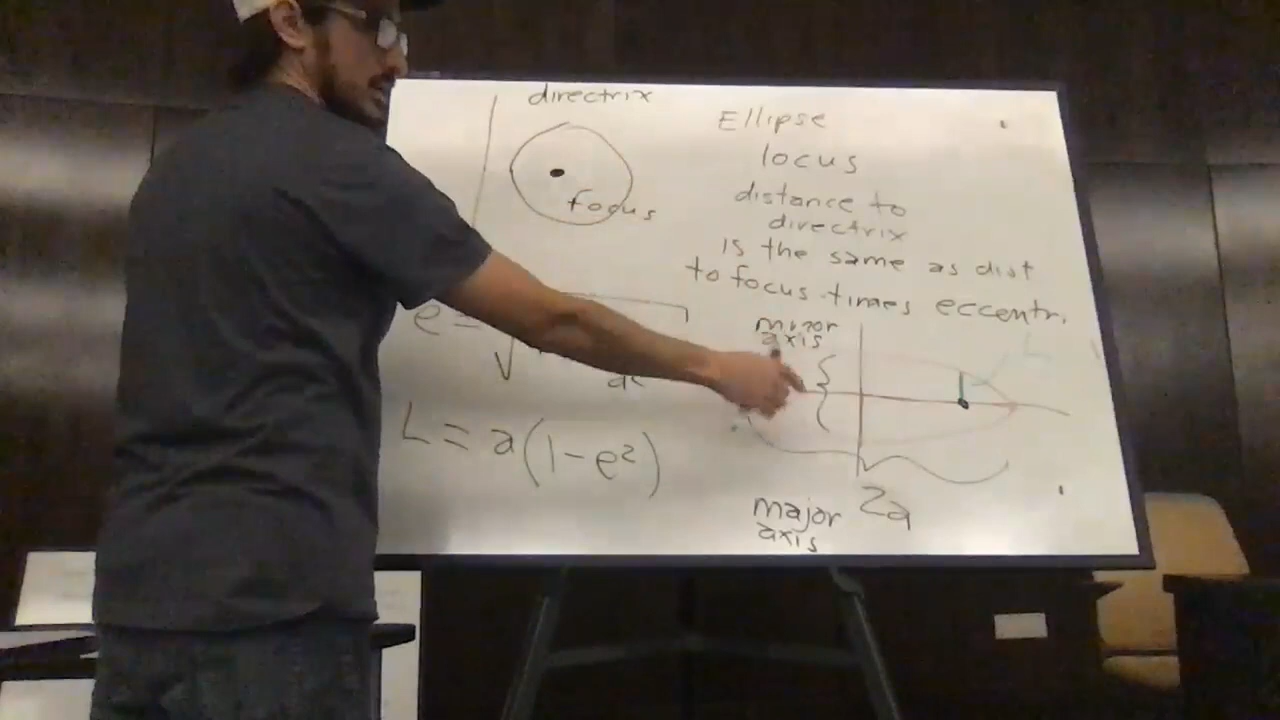 directrix
focus
Ellipse
locus
distance to
directrix
is the same as dist
to focus times eccentr.
e =
L = a(1-e²)
minor
axis
L
2a
major
axis